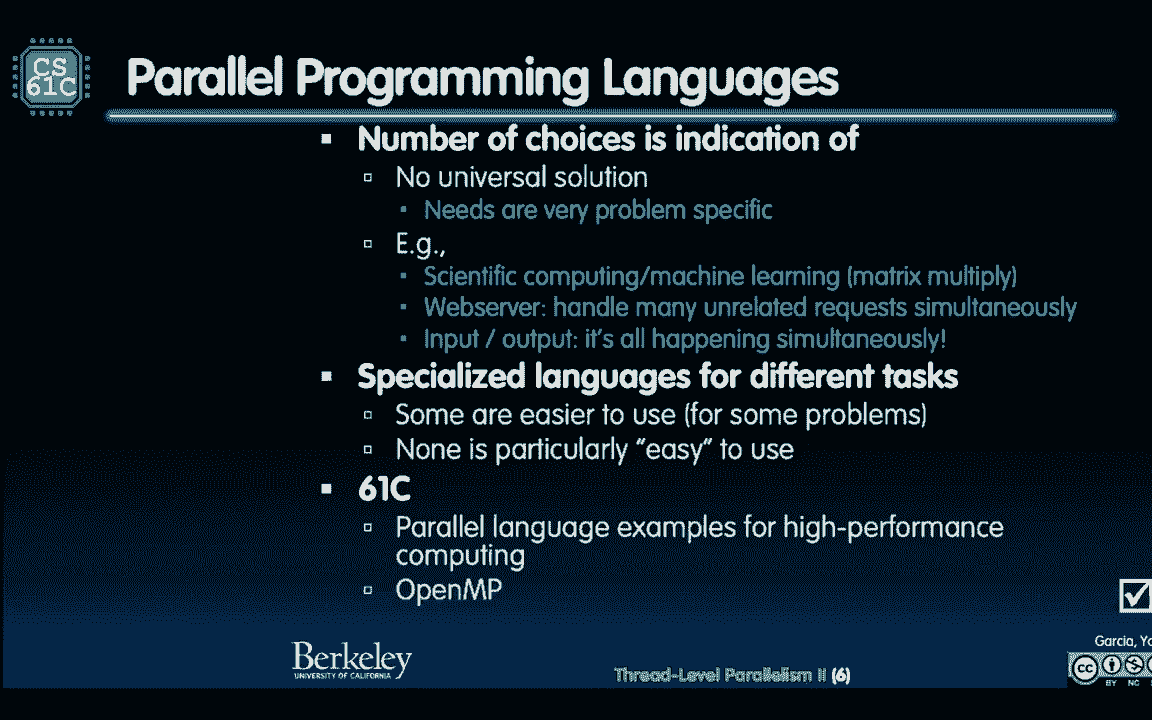 CS
61C
Parallel Programming Languages
Number of choices is indication of
No universal solution
Needs are very problem specific
E.g.,
Scientific computing/machine learning (matrix multiply)
Webserver: handle many unrelated requests simultaneously
Input / output: it's all happening simultaneously!
Specialized languages for different tasks
Some are easier to use (for some problems)
None is particularly "easy" to use
61C
Parallel language examples for high-performance
computing
OpenMP
Garcia,
Berkeley
UNIVERSITY OF CALIFORNIA
Thread-Level Parallelism II (6)
cc
BY NC